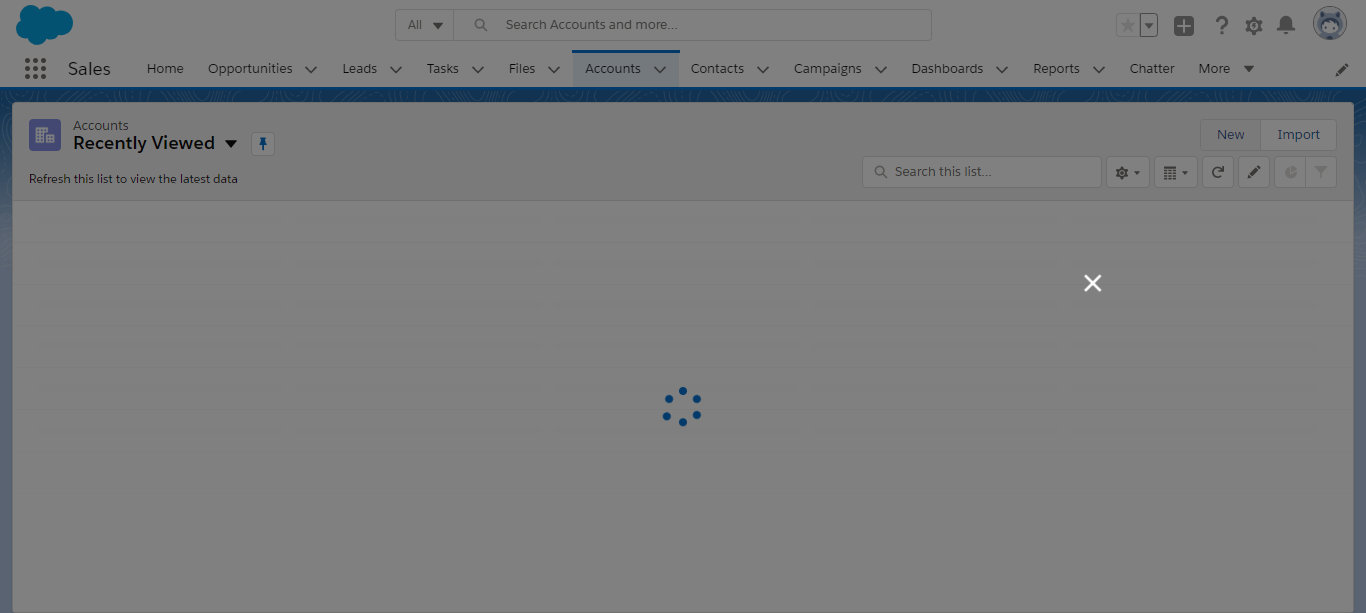 All
Search Accounts and more...
Sales
Home
Opportunities
Leads
Tasks
Files
Accounts
Contacts
Campaigns
Dashboards
Reports
Chatter
More
Accounts
Recently Viewed
New
Import
Refresh this list to view the latest data
Search this list...